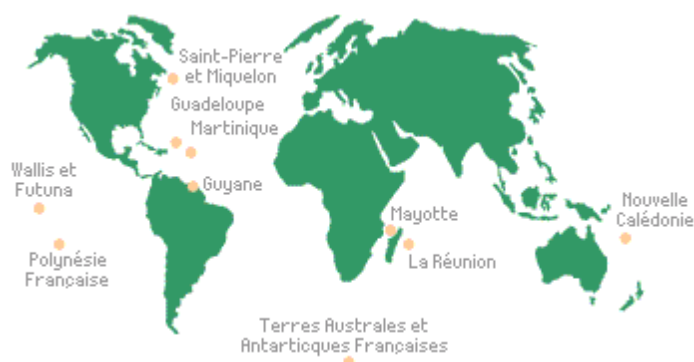 Saint-Pierre
et Miquelon
Guadeloupe
Martinique
Wallis et
Futuna
Guyane
Nouvelle
Calédonie
Mayotte
Polynésie
Française
La Réunion
Terres Australes et
Antarticques Françaises